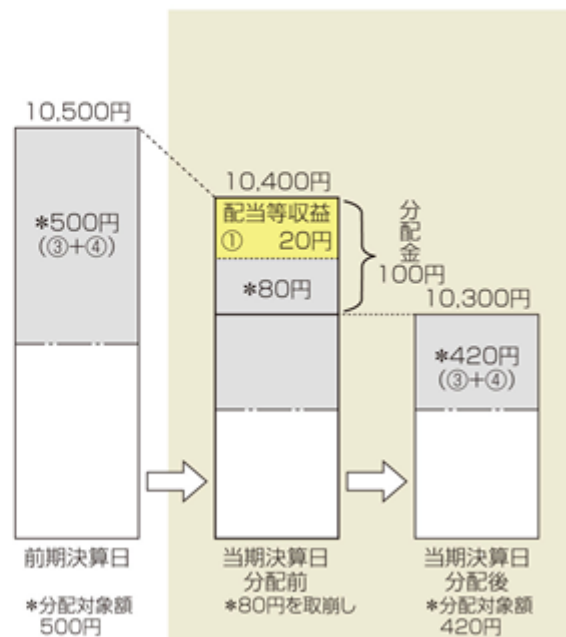 10,500円
*500円
(③+④)
前期決算日
*分配対象額
500円
10,400円
配当等収益
① 20円
*80円
分配金
100円
当期決算日
分配前
*80円を取崩し
10,300円
*420円
(③+④)
当期決算日
分配後
*分配対象額
420円